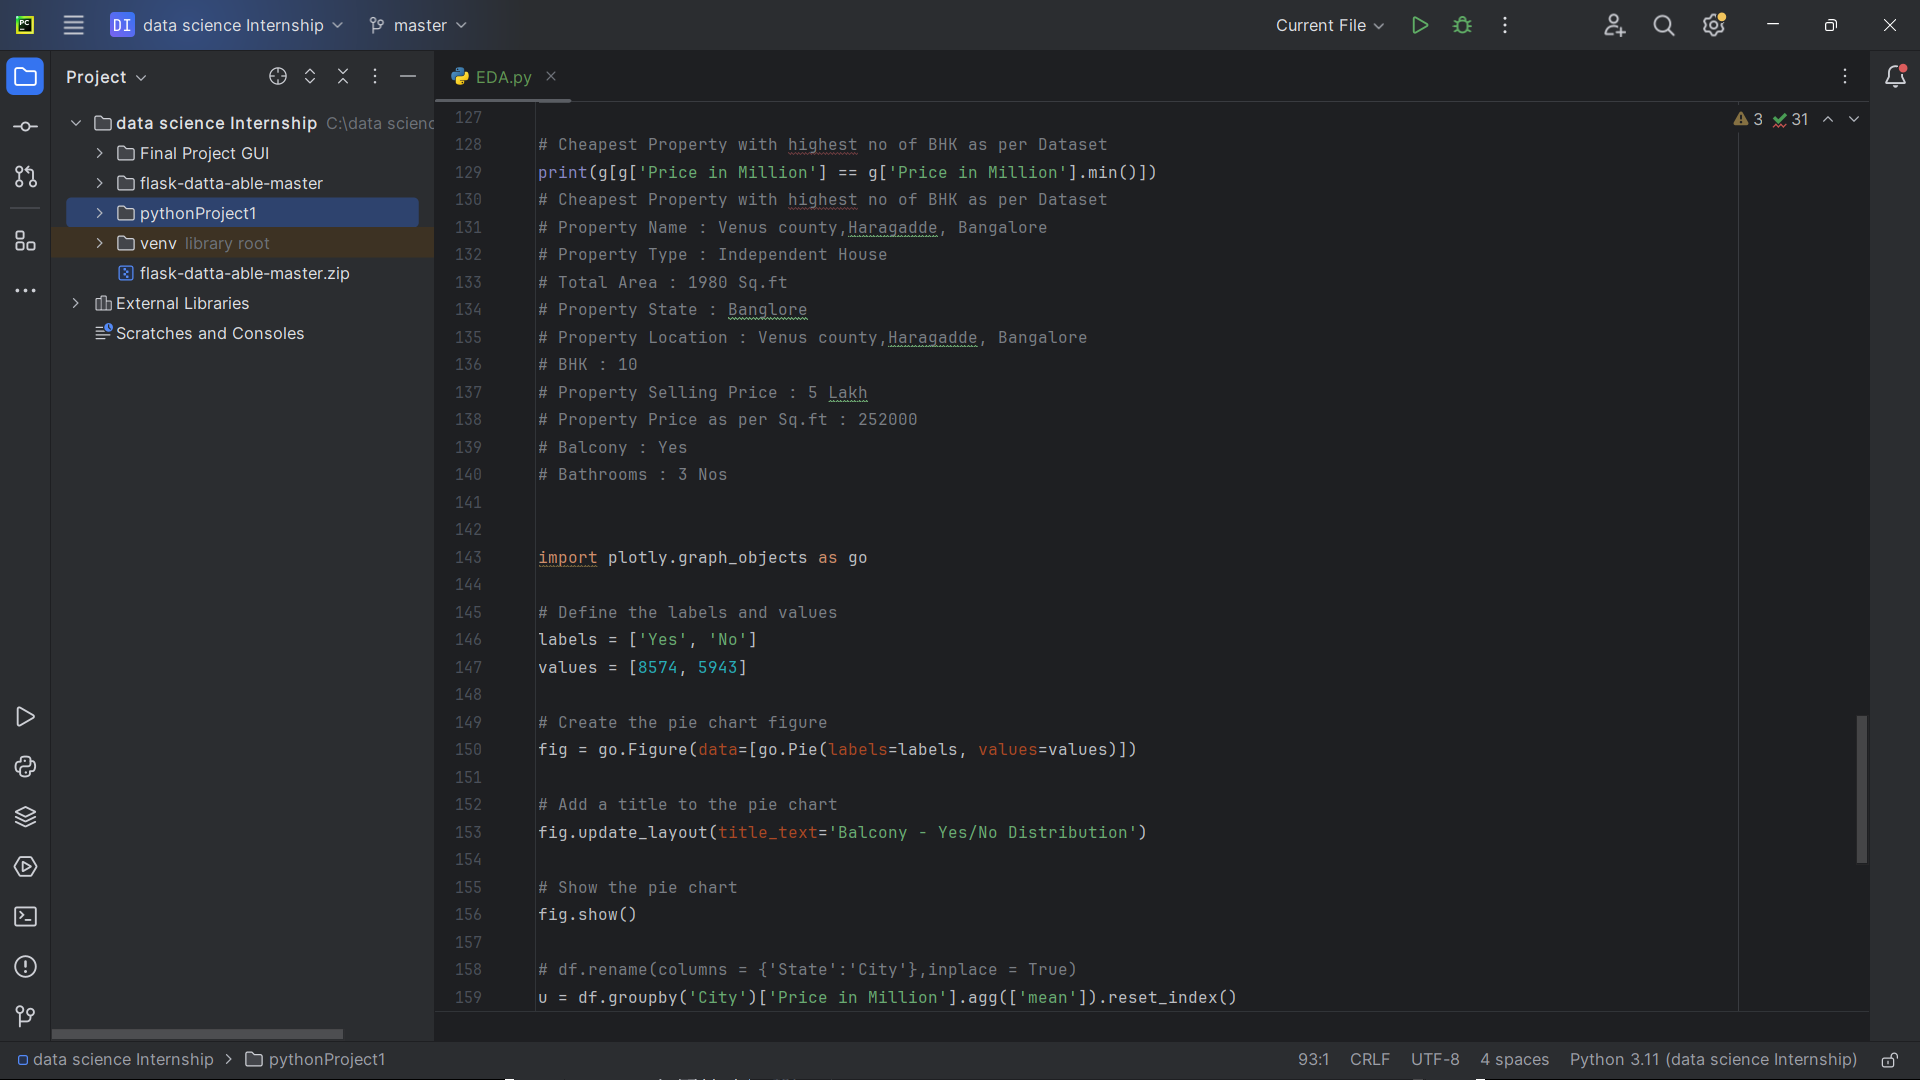 DI data science Internship master Current File
Project
EDA.py
3 31
data science Internship C:\data scienc
Final Project GUI
flask-datta-able-master
pythonProject1
venv library root
flask-datta-able-master.zip
External Libraries
Scratches and Consoles
127
128 # Cheapest Property with highest no of BHK as per Dataset
129 print(g[g['Price in Million'] == g['Price in Million'].min()])
130 # Cheapest Property with highest no of BHK as per Dataset
131 # Property Name : Venus county,Haragadde, Bangalore
132 # Property Type : Independent House
133 # Total Area : 1980 Sq.ft
134 # Property State : Banglore
135 # Property Location : Venus county,Haragadde, Bangalore
136 # BHK : 10
137 # Property Selling Price : 5 Lakh
138 # Property Price as per Sq.ft : 252000
139 # Balcony : Yes
140 # Bathrooms : 3 Nos
141
142
143 import plotly.graph_objects as go
144
145 # Define the labels and values
146 labels = ['Yes', 'No']
147 values = [8574, 5943]
148
149 # Create the pie chart figure
150 fig = go.Figure(data=[go.Pie(labels=labels, values=values)])
151
152 # Add a title to the pie chart
153 fig.update_layout(title_text='Balcony - Yes/No Distribution')
154
155 # Show the pie chart
156 fig.show()
157
158 # df.rename(columns = {'State':'City'},inplace = True)
159 u = df.groupby('City')['Price in Million'].agg(['mean']).reset_index()
data science Internship > pythonProject1 93:1 CRLF UTF-8 4 spaces Python 3.11 (data science Internship)